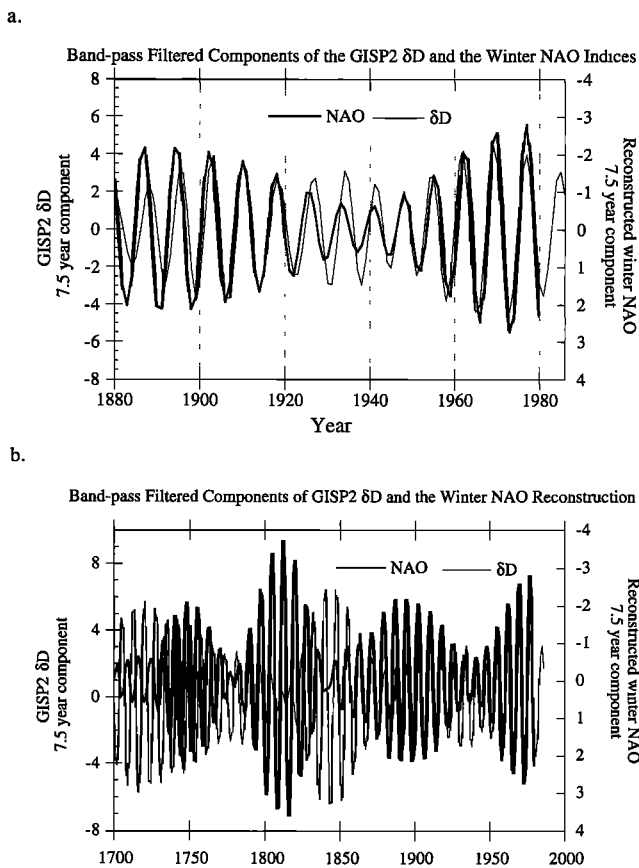 a.
Band-pass Filtered Components of the GISP2 δD and the Winter NAO Indices
8
6
4
2
0
-2
-4
-6
-8
GISP2 δD
7.5 year component
NAO δD
-4
-3
-2
-1
0
1
2
3
4
Reconstructed winter NAO
7.5 year component
1880 1900 1920 1940 1960 1980
Year
b.
Band-pass Filtered Components of GISP2 δD and the Winter NAO Reconstruction
8
4
0
-4
-8
GISP2 δD
7.5 year component
NAO δD
-4
-3
-2
-1
0
1
2
3
4
Reconstructed winter NAO
7.5 year component
1700 1750 1800 1850 1900 1950 2000